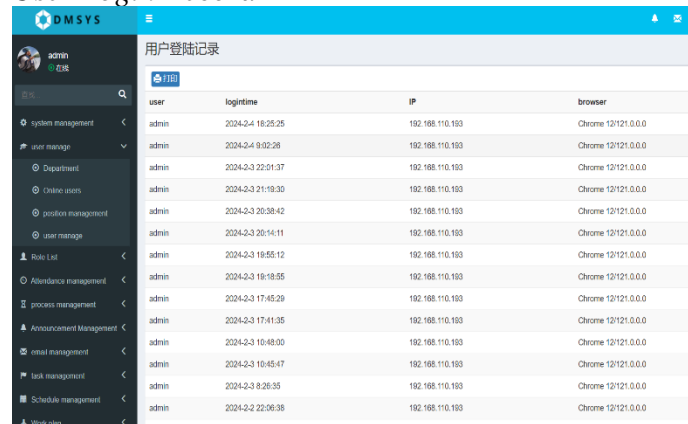 DMSYS
admin
在线
用户登陆记录
打印
user logintime IP browser
admin 2024-2-4 18:25:25 192.168.110.193 Chrome 12/121.0.0.0
admin 2024-2-4 9:02:26 192.168.110.193 Chrome 12/121.0.0.0
admin 2024-2-3 22:01:37 192.168.110.193 Chrome 12/121.0.0.0
admin 2024-2-3 21:19:30 192.168.110.193 Chrome 12/121.0.0.0
admin 2024-2-3 20:38:42 192.168.110.193 Chrome 12/121.0.0.0
admin 2024-2-3 20:14:11 192.168.110.193 Chrome 12/121.0.0.0
admin 2024-2-3 19:55:12 192.168.110.193 Chrome 12/121.0.0.0
admin 2024-2-3 19:18:55 192.168.110.193 Chrome 12/121.0.0.0
admin 2024-2-3 17:45:29 192.168.110.193 Chrome 12/121.0.0.0
admin 2024-2-3 17:41:35 192.168.110.193 Chrome 12/121.0.0.0
admin 2024-2-3 10:48:00 192.168.110.193 Chrome 12/121.0.0.0
admin 2024-2-3 10:45:47 192.168.110.193 Chrome 12/121.0.0.0
admin 2024-2-3 8:26:35 192.168.110.193 Chrome 12/121.0.0.0
admin 2024-2-2 22:06:38 192.168.110.193 Chrome 12/121.0.0.0
system management
user manage
Department
Online users
position management
user manage
Role List
Attendance management
process management
Announcement Management
email management
task management
Schedule management
Work plan